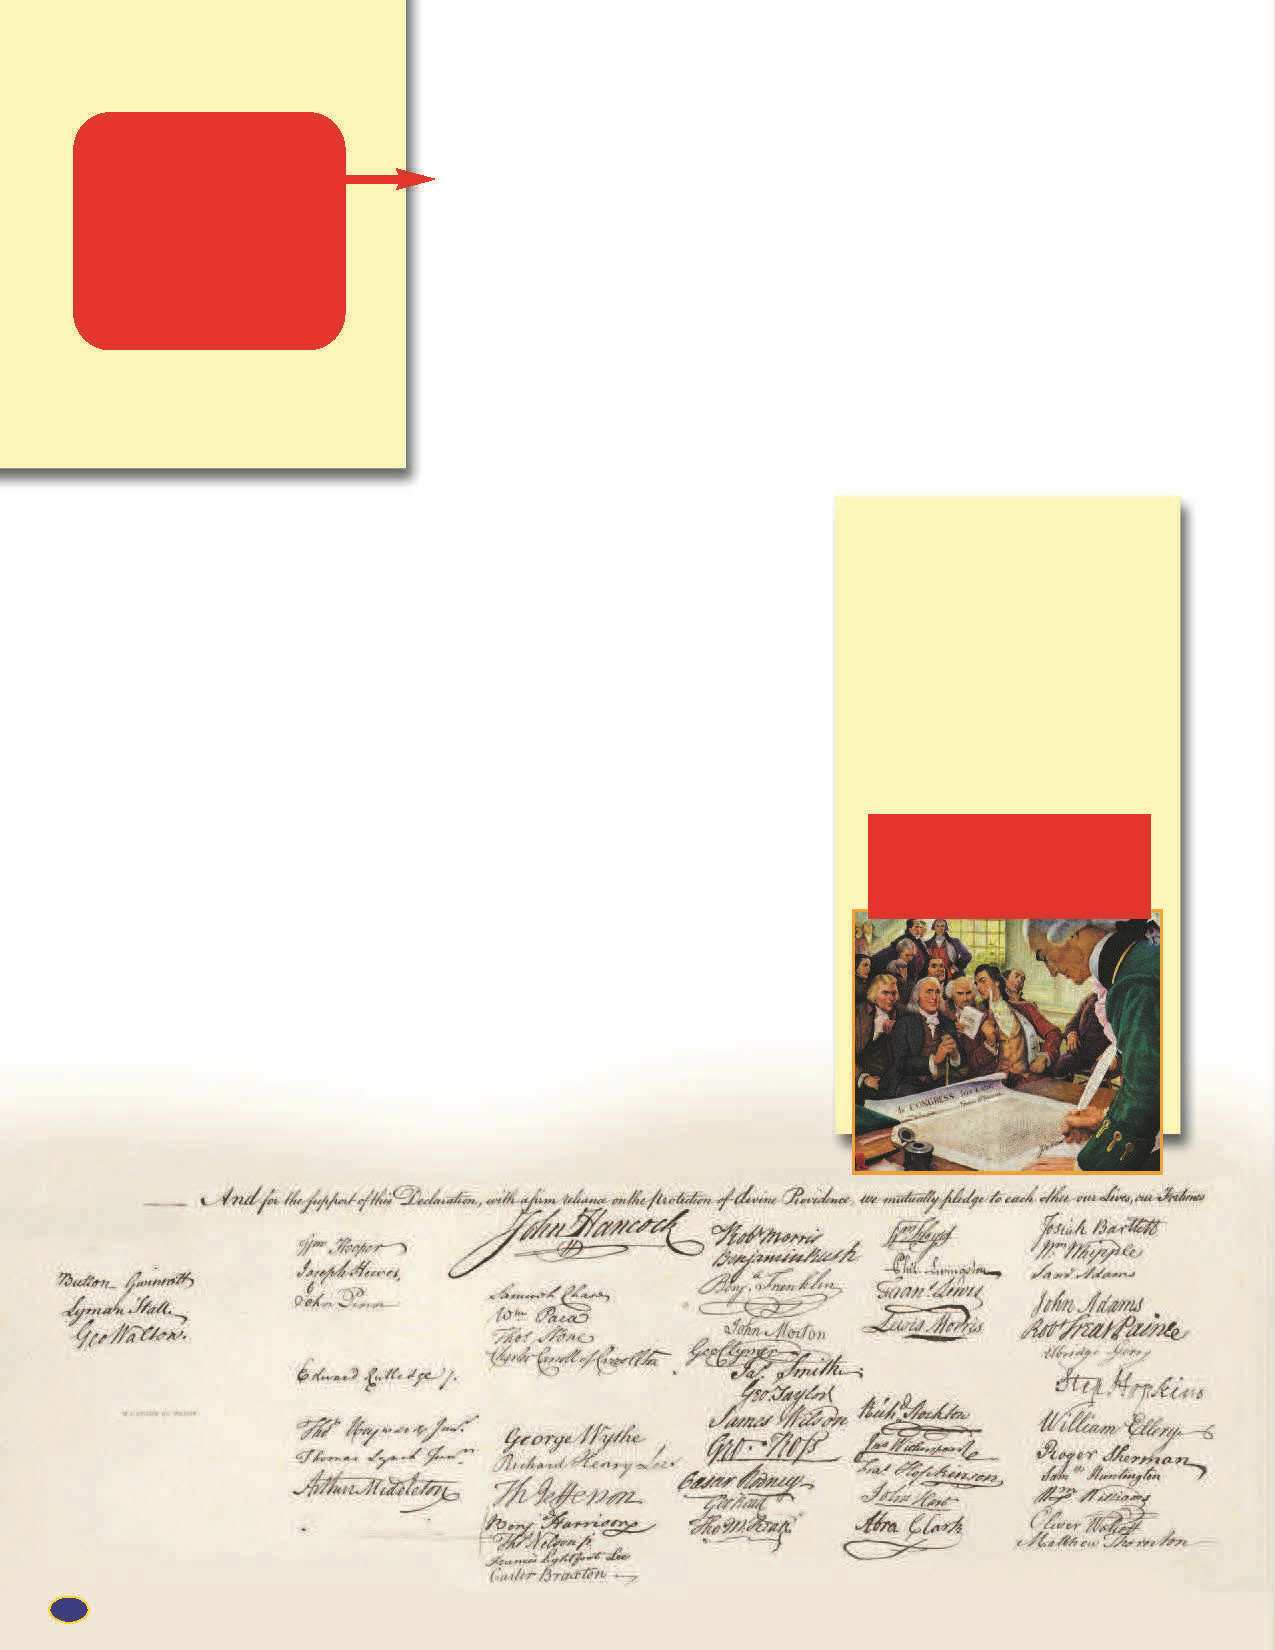 In CONGRESS, July 4, 1776.
And for the support of this Declaration, with a firm reliance on the protection of divine Providence, we mutually pledge to each other our Lives, our Fortunes
Button Gwinnett
Lyman Hall.
Geo Walton.
Wm Hooper
Joseph Hewes,
John Penn
Edward Rutledge /.
Thos Heyward Junr.
Thomas Lynch Junr.
Arthur Middleton
John Hancock
Samuel Chase
Wm Paca
Thos Stone
Charles Carroll of Carrollton
George Wythe
Richard Henry Lee
Th Jefferson
Benj Harrison
Thos Nelson jr.
Francis Lightfoot Lee
Carter Braxton
Robt Morris
Benjamin Rush
Benj. Franklin
John Morton
Geo Clymer
Jas. Smith
Geo. Taylor
James Wilson
Geo. Ross
Caesar Rodney
Geo Read
Tho M:Kean
Wm Floyd
Phil. Livingston
Frans. Lewis
Lewis Morris
Richd. Stockton
Jno Witherspoon
Fras. Hopkinson
John Hart
Abra Clark
Josiah Bartlett
Wm Whipple
Saml Adams
John Adams
Robt Treat Paine
Elbridge Gerry
Step Hopkins
William Ellery
Roger Sherman
Samel Huntington
Wm Williams
Oliver Wolcott
Matthew Thornton